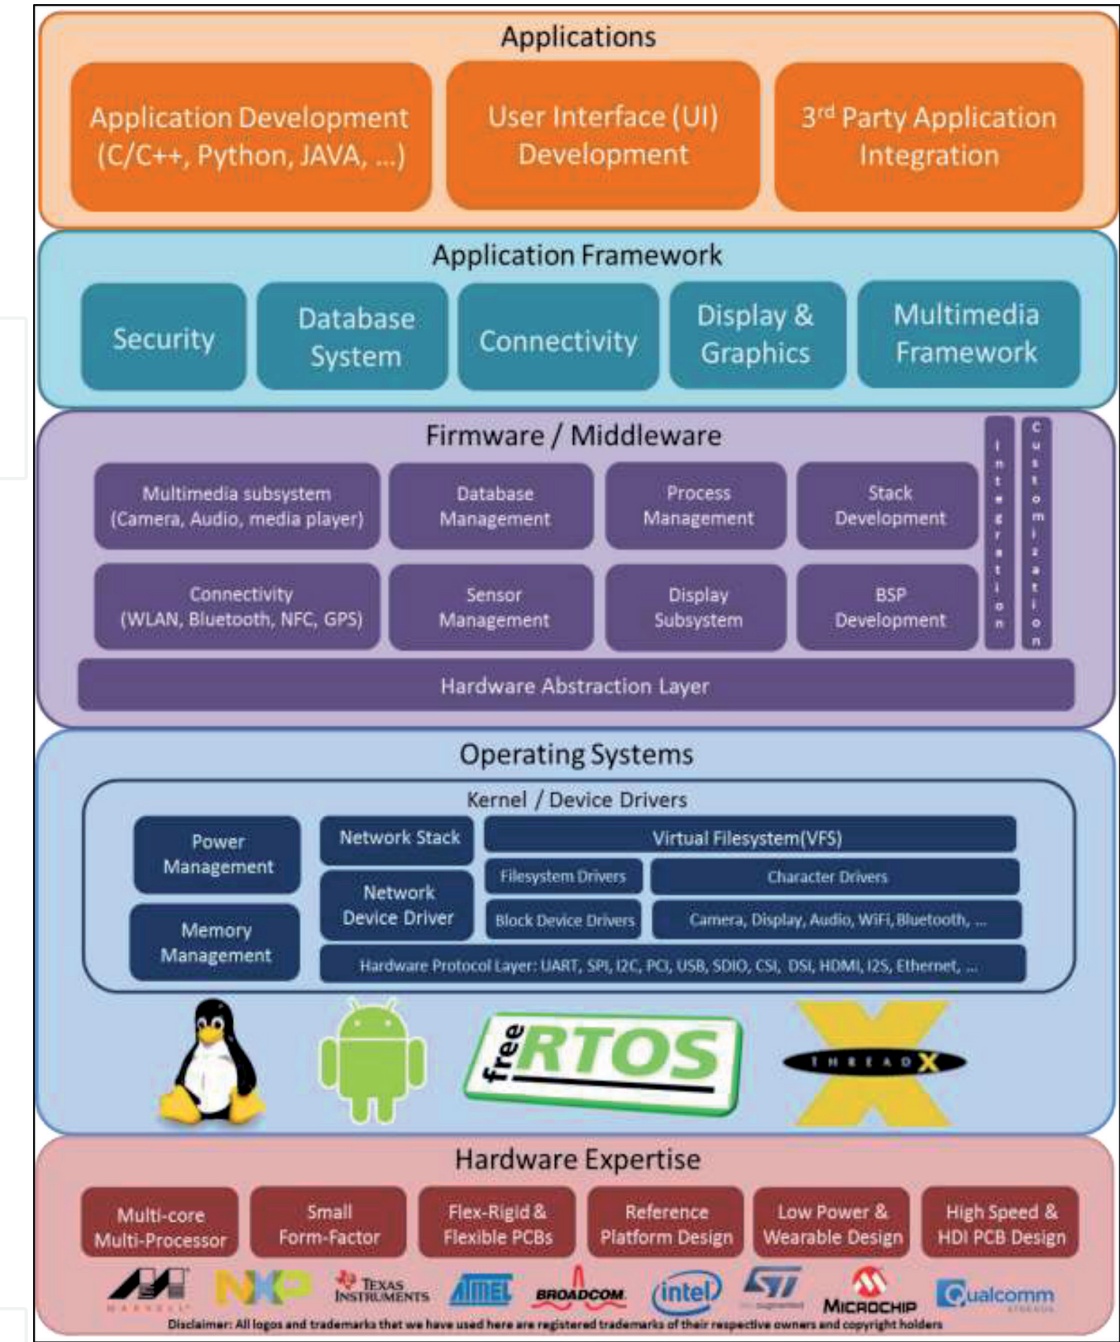 Applications
Application Development
(C/C++, Python, JAVA, ...)
User Interface (UI)
Development
3rd Party Application
Integration
Application Framework
Security
Database
System
Connectivity
Display &
Graphics
Multimedia
Framework
Firmware / Middleware
Multimedia subsystem
(Camera, Audio, media player)
Database
Management
Process
Management
Stack
Development
Connectivity
(WLAN, Bluetooth, NFC, GPS)
Sensor
Management
Display
Subsystem
BSP
Development
Integration
Customization
Hardware Abstraction Layer
Operating Systems
Kernel / Device Drivers
Power
Management
Memory
Management
Network Stack
Network
Device Driver
Virtual Filesystem(VFS)
Filesystem Drivers
Character Drivers
Block Device Drivers
Camera, Display, Audio, WiFi, Bluetooth, ...
Hardware Protocol Layer: UART, SPI, I2C, PCI, USB, SDIO, CSI, DSI, HDMI, I2S, Ethernet, ...
free RTOS
THREADX
Hardware Expertise
Multi-core
Multi-Processor
Small
Form-Factor
Flex-Rigid &
Flexible PCBs
Reference
Platform Design
Low Power &
Wearable Design
High Speed &
HDI PCB Design
MARVELL
NXP
TEXAS
INSTRUMENTS
ATMEL
BROADCOM
intel
ST
MICROCHIP
Qualcomm
Disclaimer: All logos and trademarks that we have used here are registered trademarks of their respective owners and copyright holders